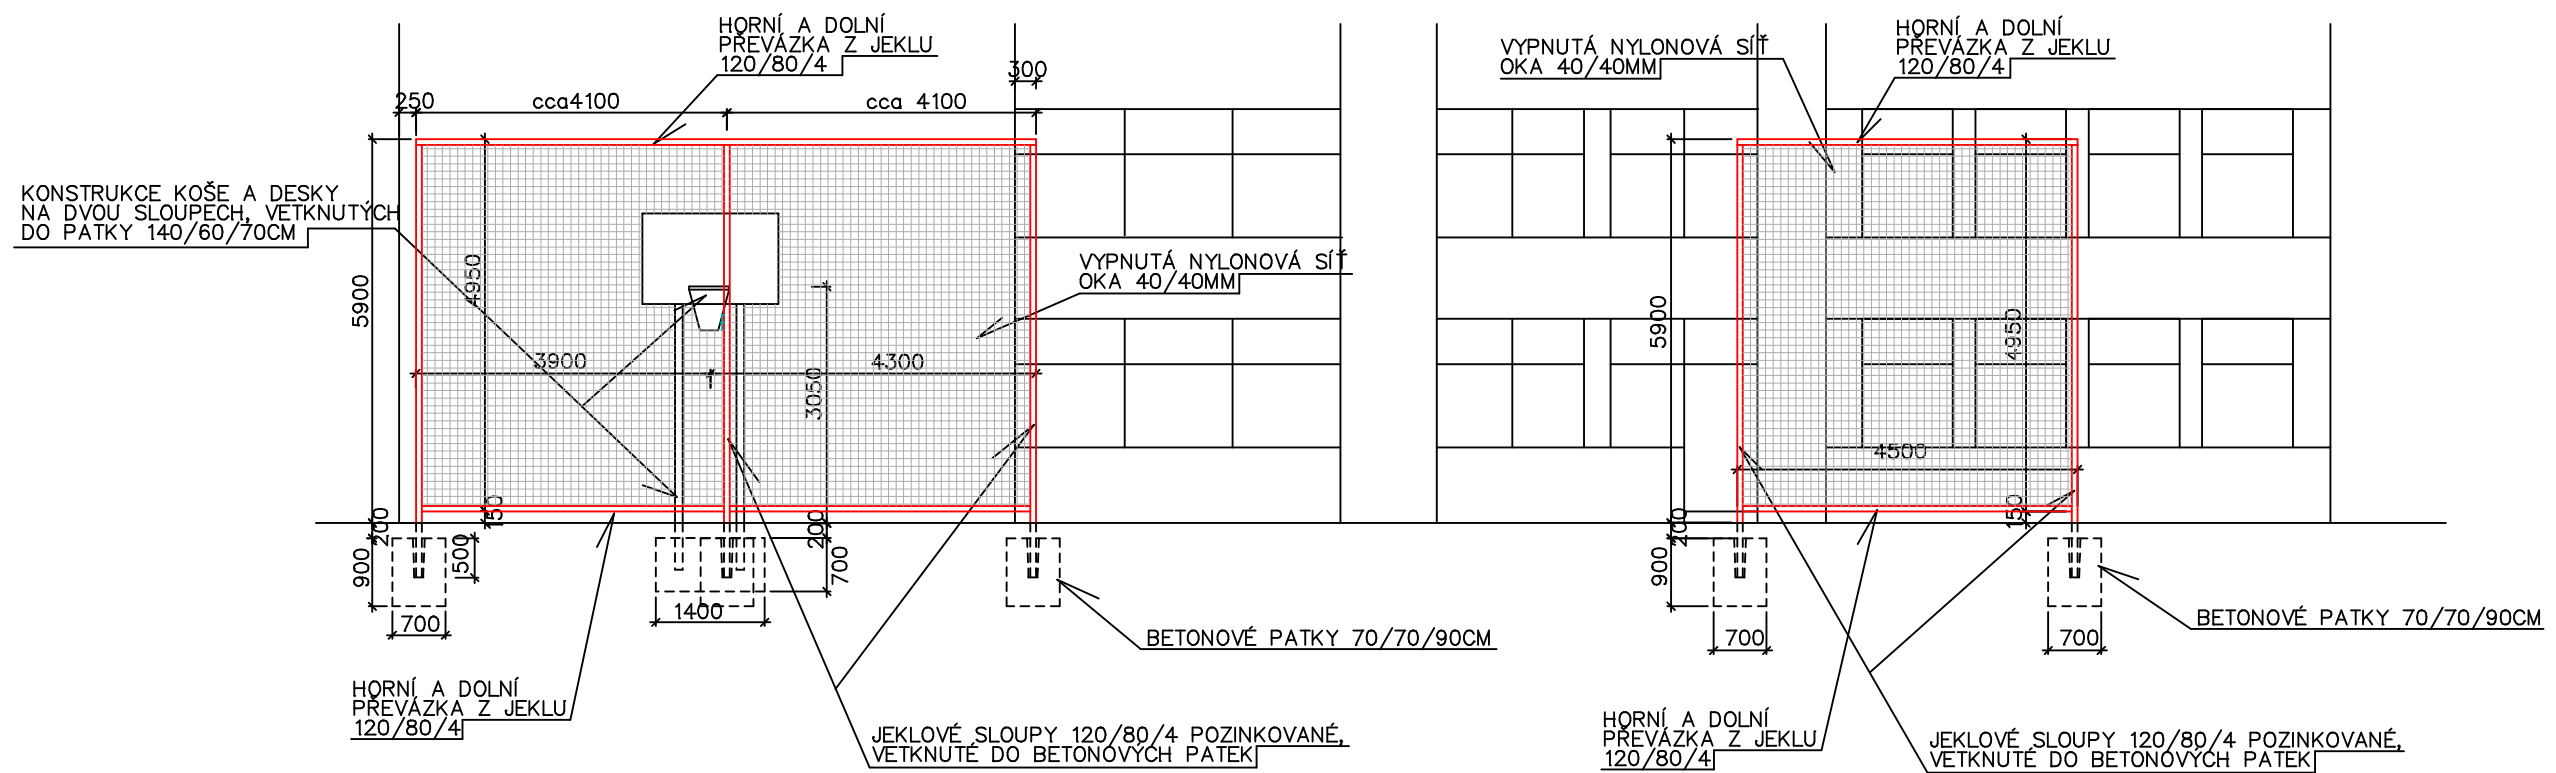 HORNÍ A DOLNÍ
PŘEVÁZKA Z JEKLU
120/80/4
300
250
cca4100
cca 4100
KONSTRUKCE KOŠE A DESKY
NA DVOU SLOUPECH, VETKNUTÝCH
DO PATKY 140/60/70CM
5900
4950
VYPNUTÁ NYLONOVÁ SÍŤ
OKA 40/40MM
3900
4300
3050
200
150
200
900
500
700
700
1400
BETONOVÉ PATKY 70/70/90CM
HORNÍ A DOLNÍ
PŘEVÁZKA Z JEKLU
120/80/4
JEKLOVÉ SLOUPY 120/80/4 POZINKOVANÉ,
VETKNUTÉ DO BETONOVÝCH PATEK
VYPNUTÁ NYLONOVÁ SÍŤ
OKA 40/40MM
HORNÍ A DOLNÍ
PŘEVÁZKA Z JEKLU
120/80/4
5900
4950
4500
200
150
900
700
700
BETONOVÉ PATKY 70/70/90CM
HORNÍ A DOLNÍ
PŘEVÁZKA Z JEKLU
120/80/4
JEKLOVÉ SLOUPY 120/80/4 POZINKOVANÉ,
VETKNUTÉ DO BETONOVÝCH PATEK